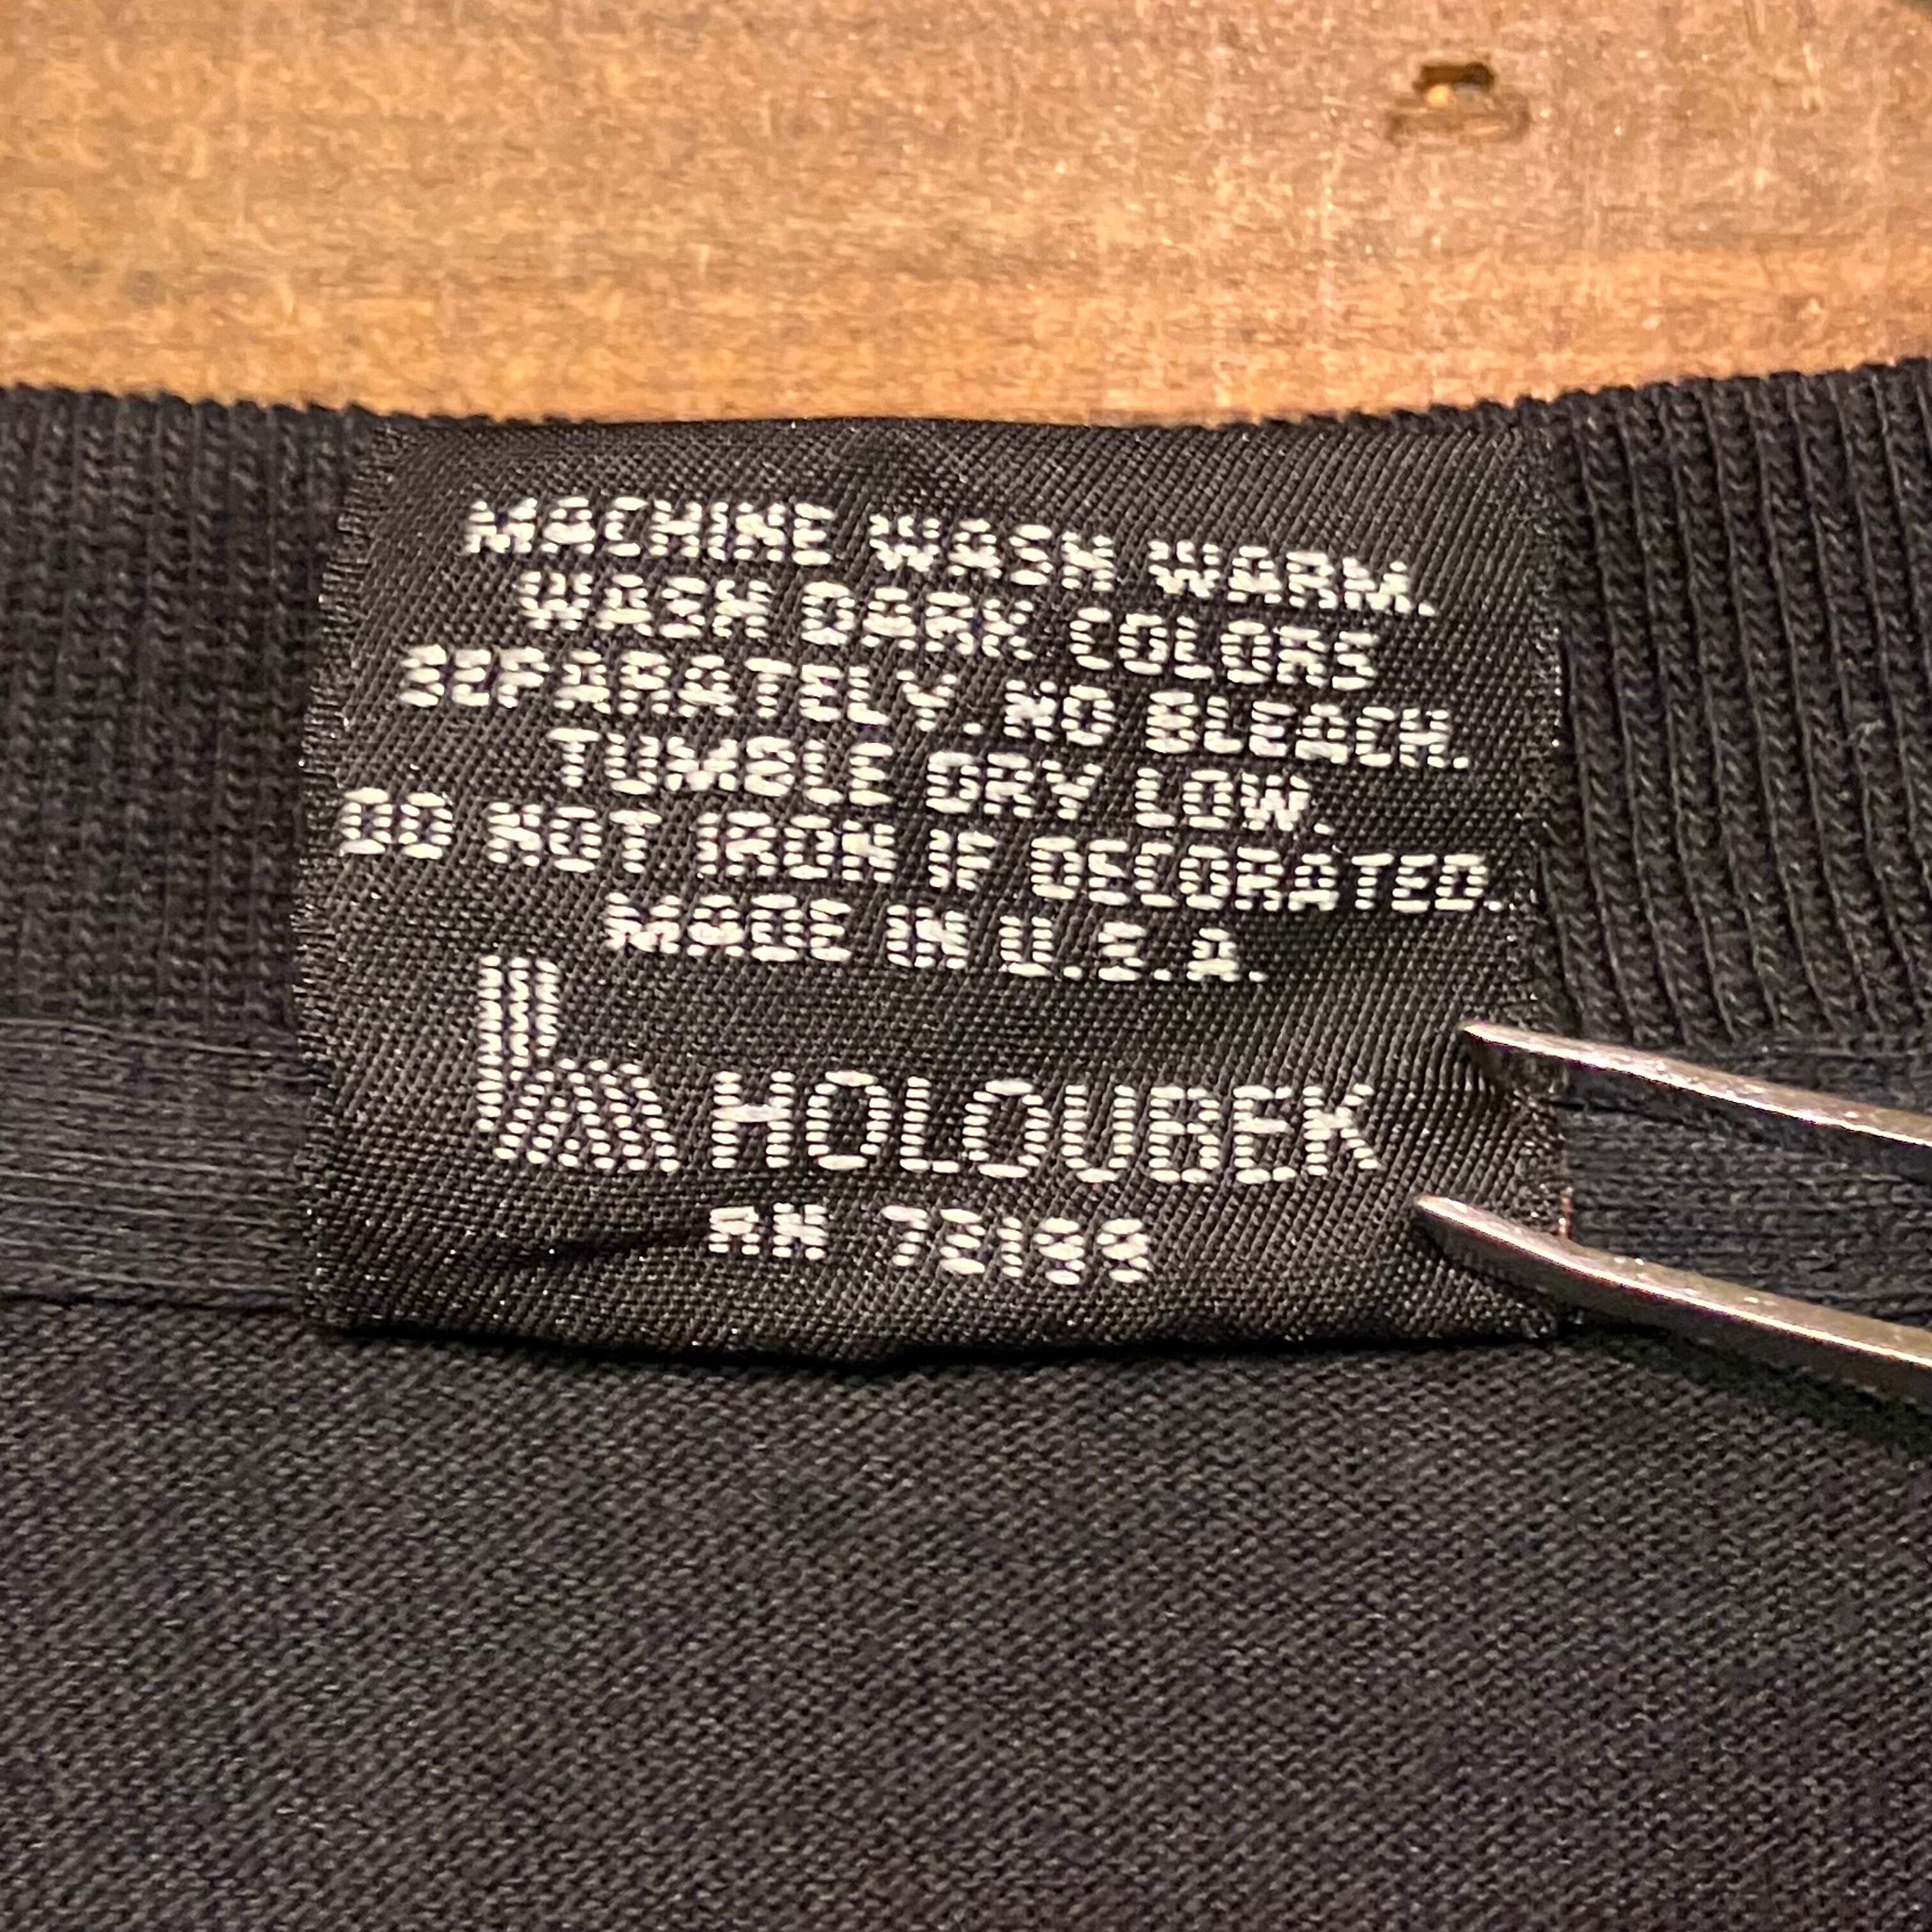 MACHINE WASH WARM.
WASH DARK COLORS
SEPARATELY. NO BLEACH.
TUMBLE DRY LOW.
DO NOT IRON IF DECORATED.
MADE IN U.S.A.
HOLOUBEK
RN 72199